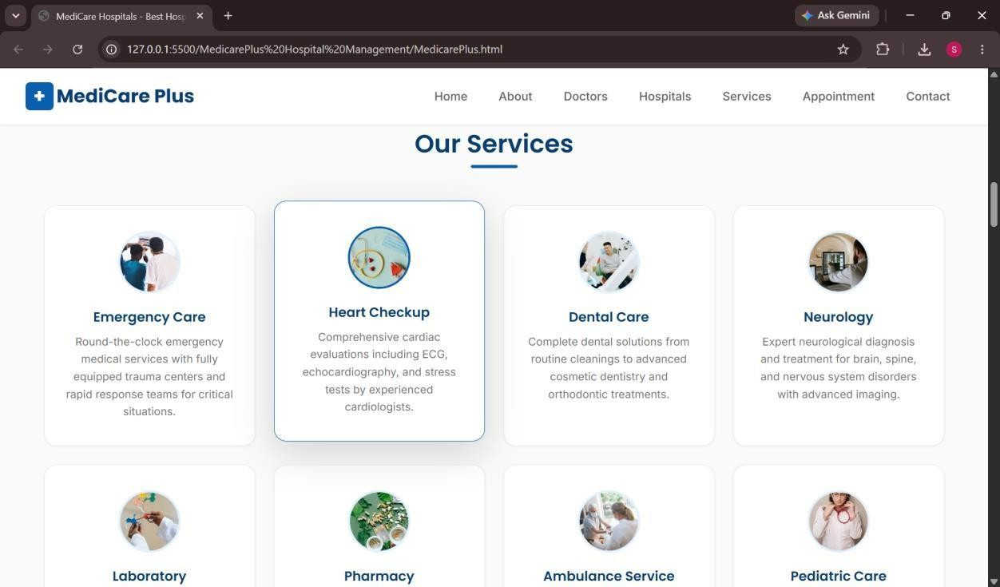 MediCare Hospitals - Best Hosp
Ask Gemini
127.0.0.1:5500/MedicarePlus%20Hospital%20Management/MedicarePlus.html
S
MediCare Plus
Home About Doctors Hospitals Services Appointment Contact
Our Services
Emergency Care
Round-the-clock emergency
medical services with fully
equipped trauma centers and
rapid response teams for critical
situations.
Heart Checkup
Comprehensive cardiac
evaluations including ECG,
echocardiography, and stress
tests by experienced
cardiologists.
Dental Care
Complete dental solutions from
routine cleanings to advanced
cosmetic dentistry and
orthodontic treatments.
Neurology
Expert neurological diagnosis
and treatment for brain, spine,
and nervous system disorders
with advanced imaging.
Laboratory
Pharmacy
Ambulance Service
Pediatric Care